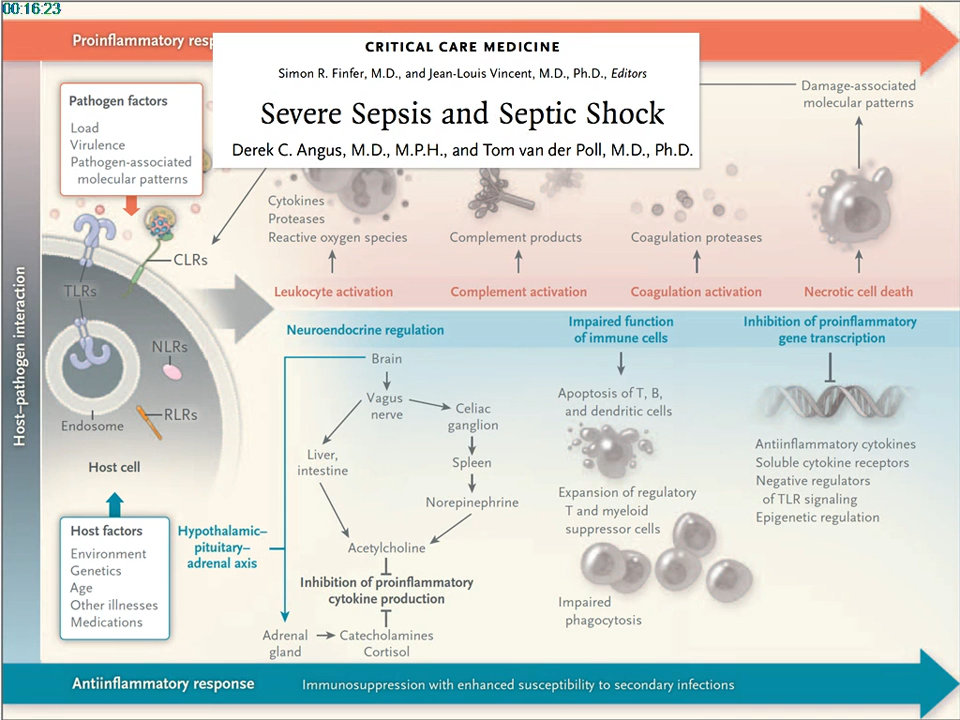 00:16:23
Proinflammatory resp
CRITICAL CARE MEDICINE
Simon R. Finfer, M.D., and Jean-Louis Vincent, M.D., Ph.D., Editors
Severe Sepsis and Septic Shock
Derek C. Angus, M.D., M.P.H., and Tom van der Poll, M.D., Ph.D.
Damage-associated
molecular patterns
Pathogen factors
Load
Virulence
Pathogen-associated
molecular patterns
Cytokines
Proteases
Reactive oxygen species
Complement products
Coagulation proteases
CLRs
TLRs
Leukocyte activation
Complement activation
Coagulation activation
Necrotic cell death
Host–pathogen interaction
NLRs
RLRs
Endosome
Host cell
Neuroendocrine regulation
Brain
Vagus
nerve
Celiac
ganglion
Liver,
intestine
Spleen
Norepinephrine
Hypothalamic–
pituitary–
adrenal axis
Acetylcholine
Inhibition of proinflammatory
cytokine production
Adrenal
gland
Catecholamines
Cortisol
Impaired function
of immune cells
Apoptosis of T, B,
and dendritic cells
Expansion of regulatory
T and myeloid
suppressor cells
Impaired
phagocytosis
Inhibition of proinflammatory
gene transcription
Antiinflammatory cytokines
Soluble cytokine receptors
Negative regulators
of TLR signaling
Epigenetic regulation
Host factors
Environment
Genetics
Age
Other illnesses
Medications
Antiinflammatory response
Immunosuppression with enhanced susceptibility to secondary infections